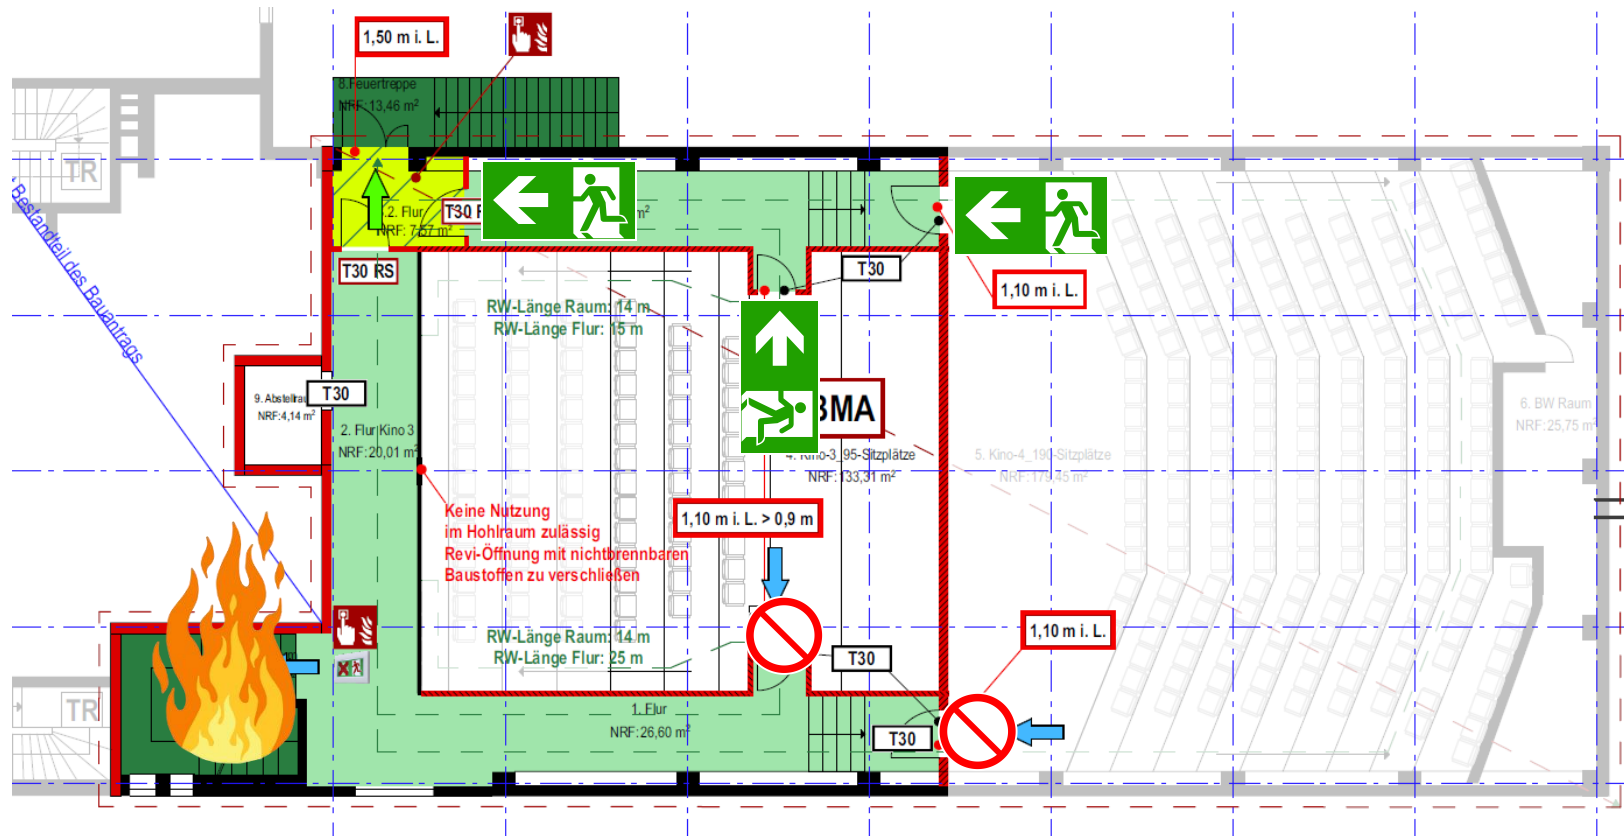 1,50 m i. L.
8.Feuertreppe
NRF:13,46 m²
TR
Bestandteil des Bauantrags
2. Flur
NRF: 7,57 m²
T30
m²
T30 RS
T30
1,10 m i. L.
RW-Länge Raum: 14 m
RW-Länge Flur: 15 m
T30
9.
NRF:4,14 m²
BMA
2. Flur Kino 3
NRF:20,01 m²
4. Kino-3_95-Sitzplätze
NRF:133,31 m²
5. Kino-4_190-Sitzplätze
NRF:179,45 m²
6. BW Raum
NRF:25,75 m²
Keine Nutzung
im Hohlraum zulässig
Revi-Öffnung mit nichtbrennbaren
Baustoffen zu verschließen
1,10 m i. L. > 0,9 m
RW-Länge Raum: 14 m
RW-Länge Flur: 25 m
T30
1,10 m i. L.
TR
1. Flur
NRF:26,60 m²
T30